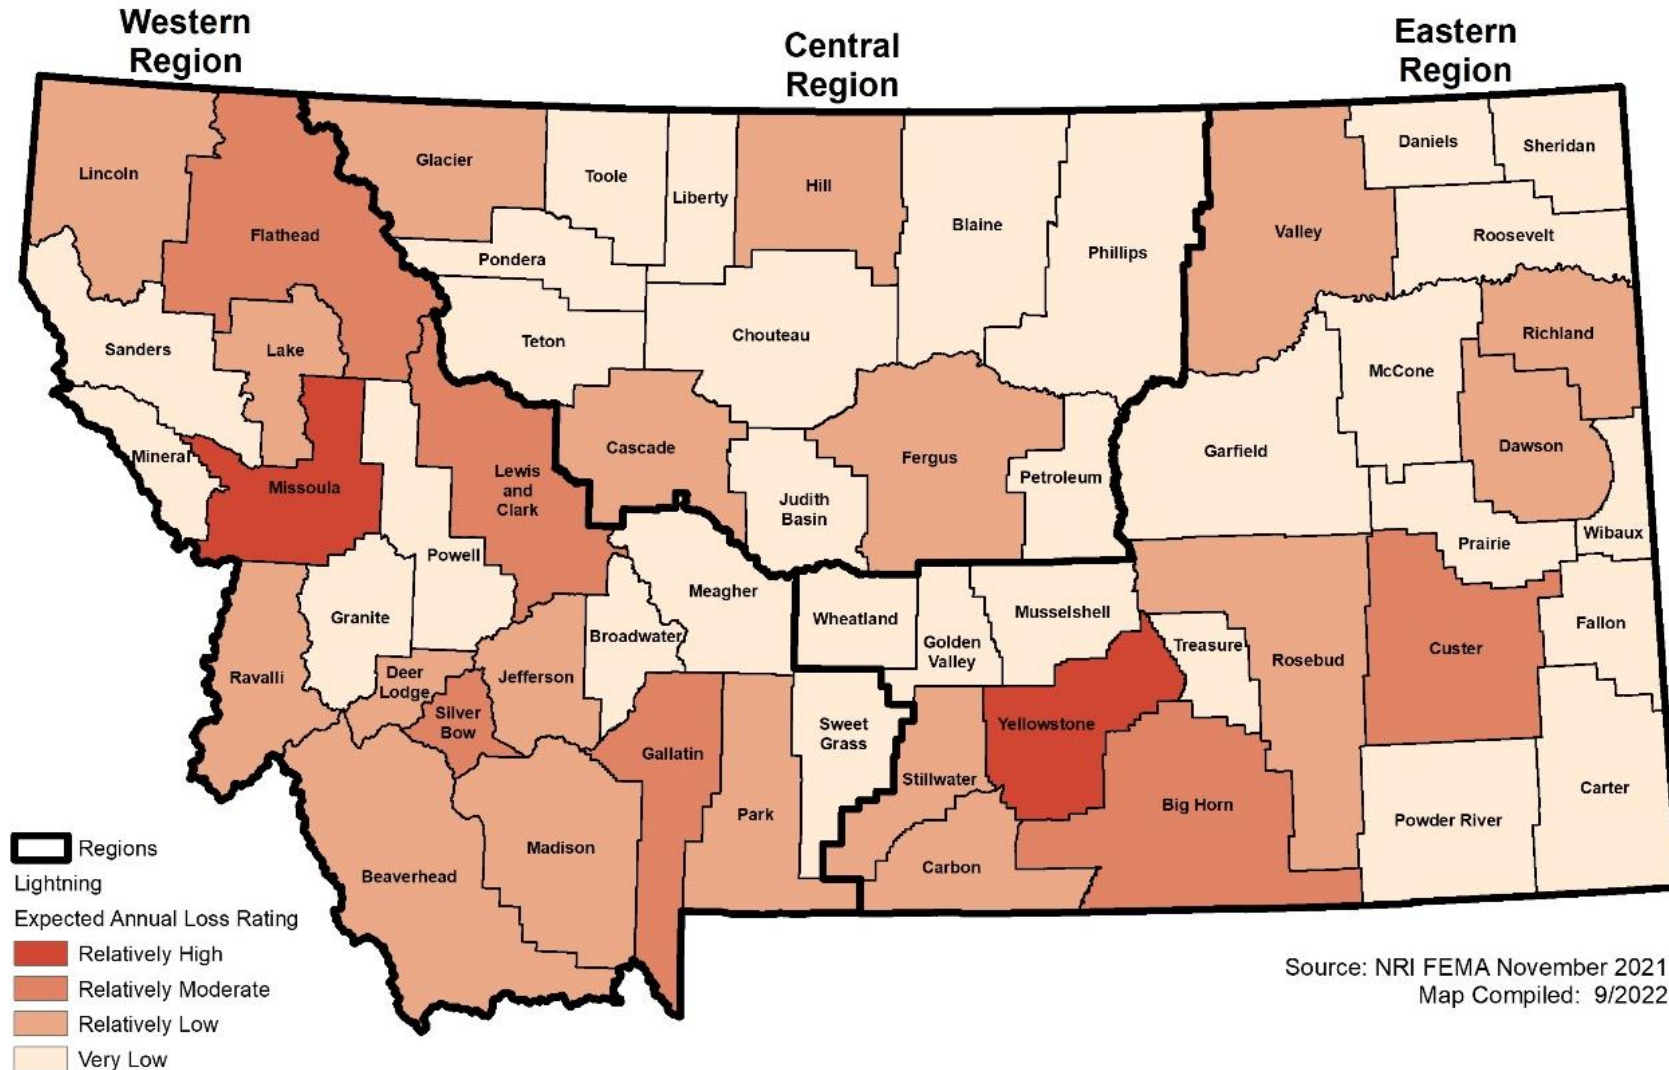 Western
Region
Central
Region
Eastern
Region
Lincoln
Flathead
Glacier
Toole
Liberty
Hill
Blaine
Phillips
Valley
Daniels
Sheridan
Roosevelt
Pondera
Teton
Chouteau
Sanders
Lake
Richland
McCone
Mineral
Missoula
Lewis
and
Clark
Cascade
Judith
Basin
Fergus
Petroleum
Garfield
Dawson
Prairie
Wibaux
Powell
Granite
Meagher
Broadwater
Wheatland
Golden
Valley
Musselshell
Treasure
Rosebud
Custer
Fallon
Ravalli
Deer
Lodge
Silver
Bow
Jefferson
Gallatin
Park
Sweet
Grass
Stillwater
Yellowstone
Big Horn
Carbon
Powder River
Carter
Beaverhead
Madison
Regions
Lightning
Expected Annual Loss Rating
Relatively High
Relatively Moderate
Relatively Low
Very Low
Source: NRI FEMA November 2021
Map Compiled: 9/2022